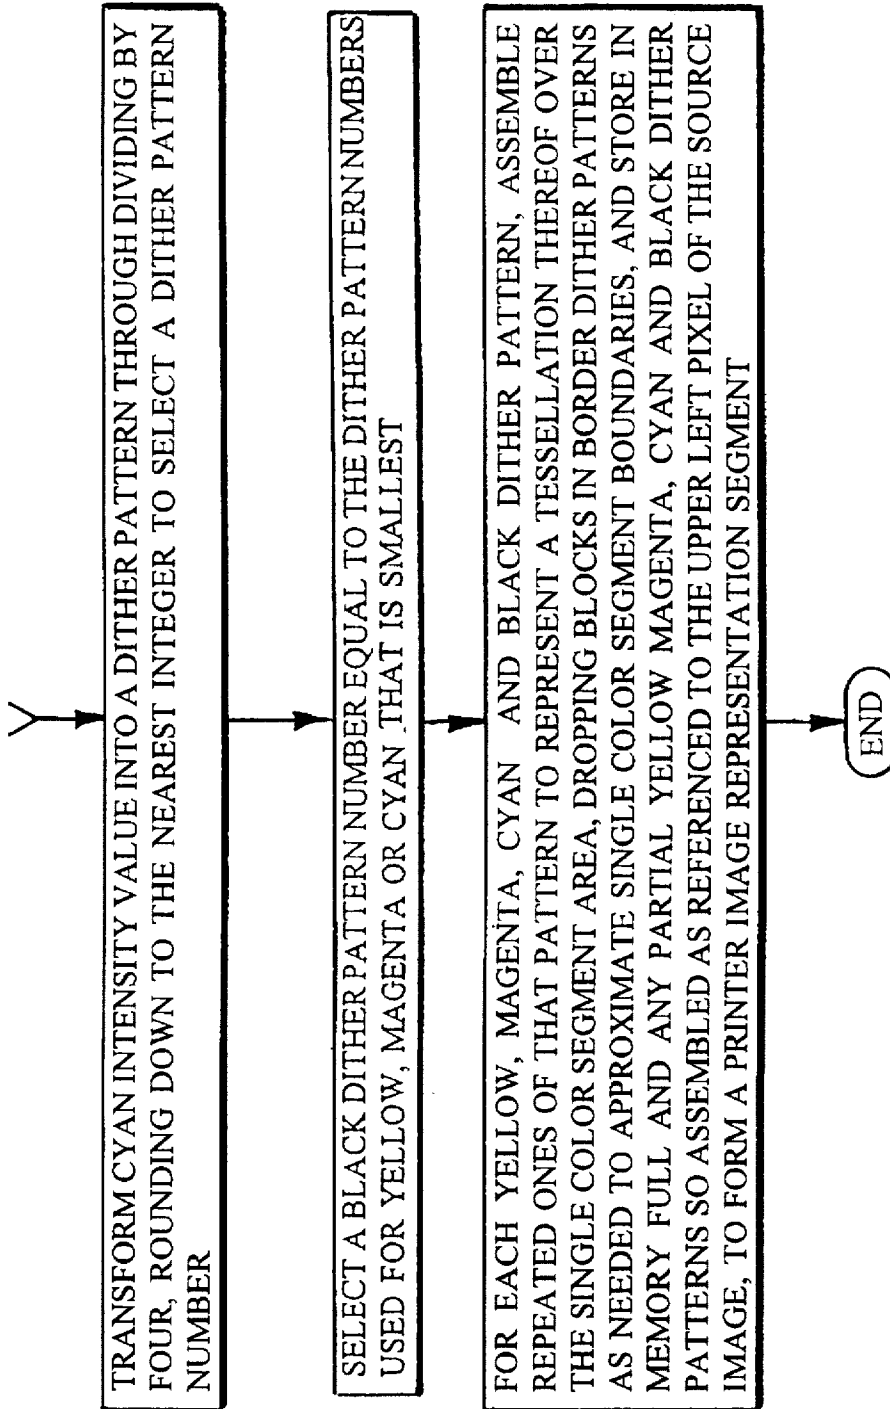 TRANSFORM CYAN INTENSITY VALUE INTO A DITHER PATTERN THROUGH DIVIDING BY
FOUR, ROUNDING DOWN TO THE NEAREST INTEGER TO SELECT A DITHER PATTERN
NUMBER
SELECT A BLACK DITHER PATTERN NUMBER EQUAL TO THE DITHER PATTERN NUMBERS
USED FOR YELLOW, MAGENTA OR CYAN THAT IS SMALLEST
FOR EACH YELLOW, MAGENTA, CYAN AND BLACK DITHER PATTERN, ASSEMBLE
REPEATED ONES OF THAT PATTERN TO REPRESENT A TESSELLATION THEREOF OVER
THE SINGLE COLOR SEGMENT AREA, DROPPING BLOCKS IN BORDER DITHER PATTERNS
AS NEEDED TO APPROXIMATE SINGLE COLOR SEGMENT BOUNDARIES, AND STORE IN
MEMORY FULL AND ANY PARTIAL YELLOW MAGENTA, CYAN AND BLACK DITHER
PATTERNS SO ASSEMBLED AS REFERENCED TO THE UPPER LEFT PIXEL OF THE SOURCE
IMAGE, TO FORM A PRINTER IMAGE REPRESENTATION SEGMENT
END